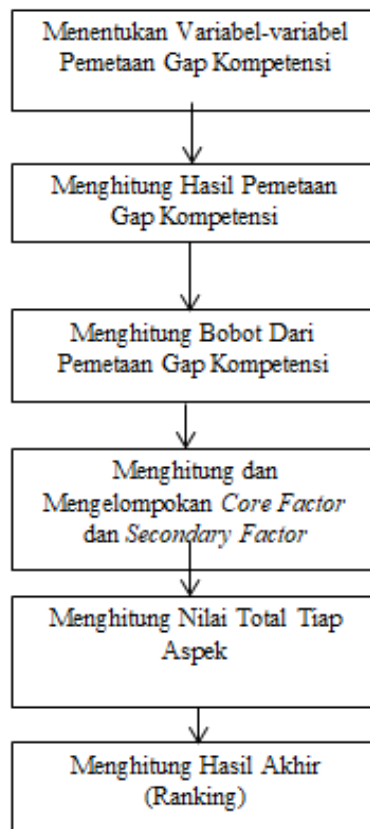 Menentukan Variabel-variabel
Pemetaan Gap Kompetensi
Menghitung Hasil Pemetaan
Gap Kompetensi
Menghitung Bobot Dari
Pemetaan Gap Kompetensi
Menghitung dan
Mengelompokan Core Factor
dan Secondary Factor
Menghitung Nilai Total Tiap
Aspek
Menghitung Hasil Akhir
(Ranking)